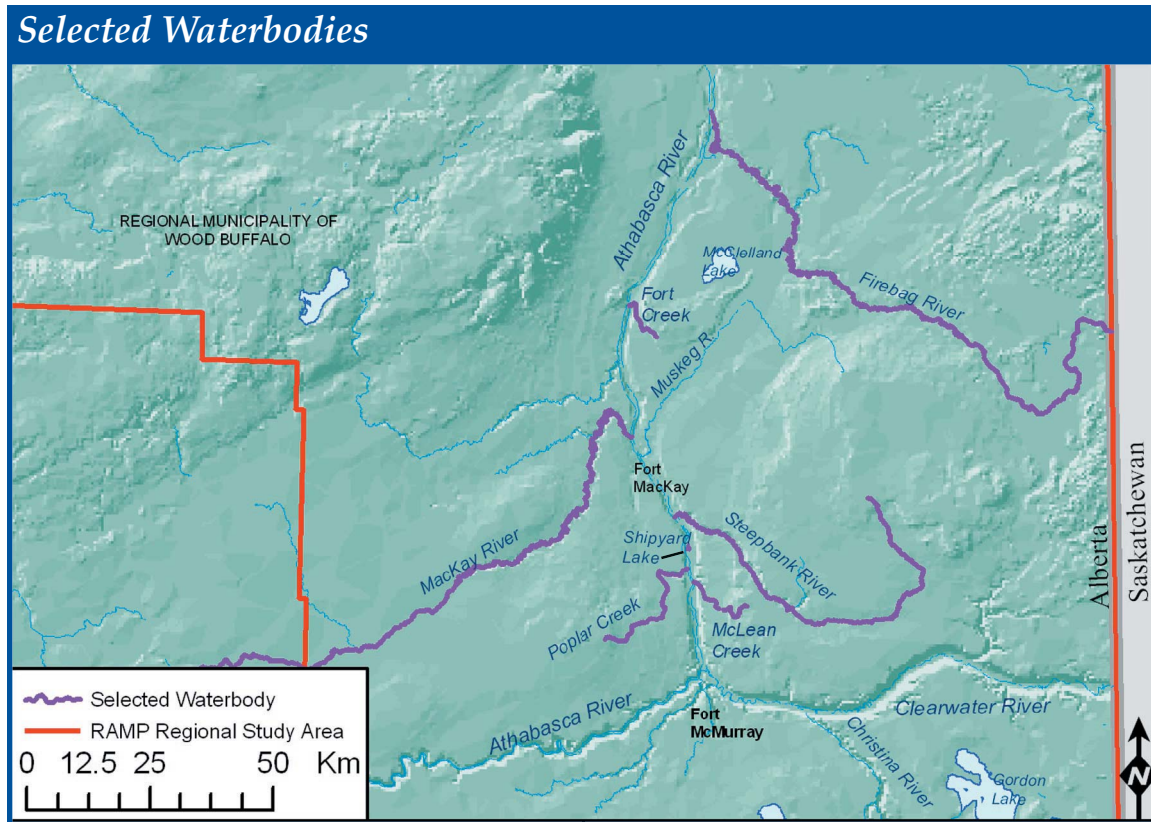 Selected Waterbodies
REGIONAL MUNICIPALITY OF
WOOD BUFFALO
Athabasca River
McClelland
Lake
Firebag River
Fort
Creek
Muskeg R.
Fort
MacKay
Shipyard
Lake
Steepbank River
MacKay River
Poplar Creek
McLean
Creek
Alberta
Saskatchewan
Athabasca River
Fort
McMurray
Clearwater River
Christina River
Gordon
Lake
Selected Waterbody
RAMP Regional Study Area
0 12.5 25 50 Km
N